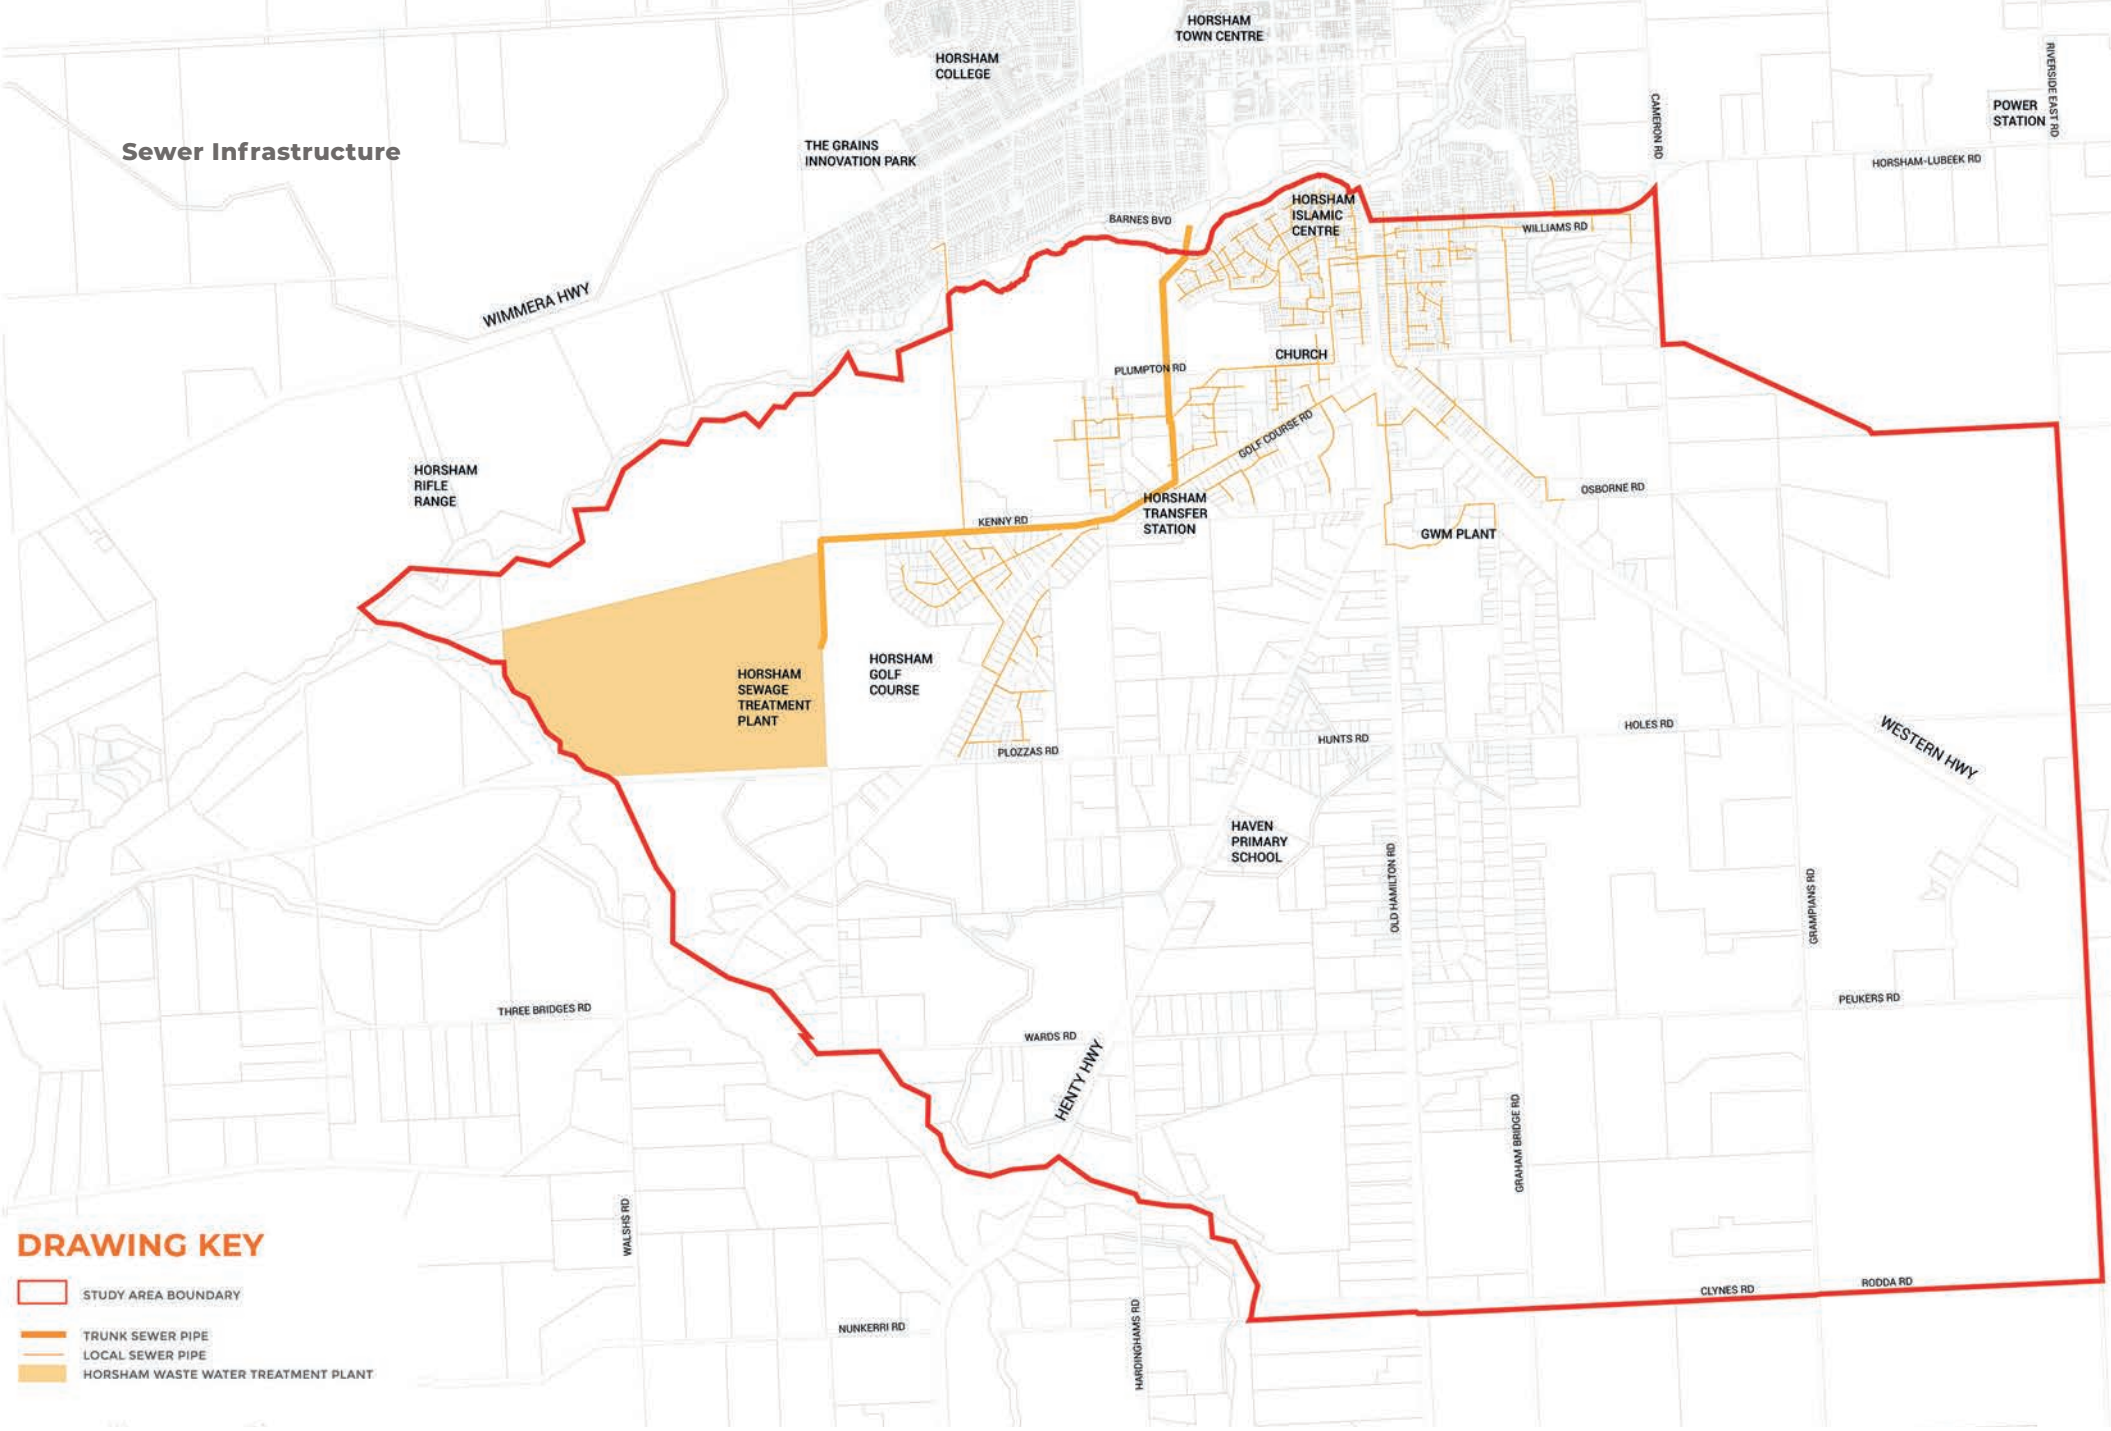 HORSHAM
TOWN CENTRE
HORSHAM
COLLEGE
RIVERSIDE EAST RD
POWER
STATION
CAMERON RD
Sewer Infrastructure
THE GRAINS
INNOVATION PARK
HORSHAM-LUBEEK RD
HORSHAM
ISLAMIC
CENTRE
BARNES BVD
WILLIAMS RD
WIMMERA HWY
CHURCH
PLUMPTON RD
GOLF COURSE RD
HORSHAM
RIFLE
RANGE
OSBORNE RD
HORSHAM
TRANSFER
STATION
KENNY RD
GWM PLANT
HORSHAM
GOLF
COURSE
HORSHAM
SEWAGE
TREATMENT
PLANT
HOLES RD
WESTERN HWY
HUNTS RD
PLOZZAS RD
HAVEN
PRIMARY
SCHOOL
OLD HAMILTON RD
GRAMPIANS RD
PEUKERS RD
THREE BRIDGES RD
WARDS RD
HENTY HWY
GRAHAM BRIDGE RD
WALSHS RD
RODDA RD
CLYNES RD
NUNKERRI RD
HARDINGHAMS RD
DRAWING KEY
STUDY AREA BOUNDARY
TRUNK SEWER PIPE
LOCAL SEWER PIPE
HORSHAM WASTE WATER TREATMENT PLANT